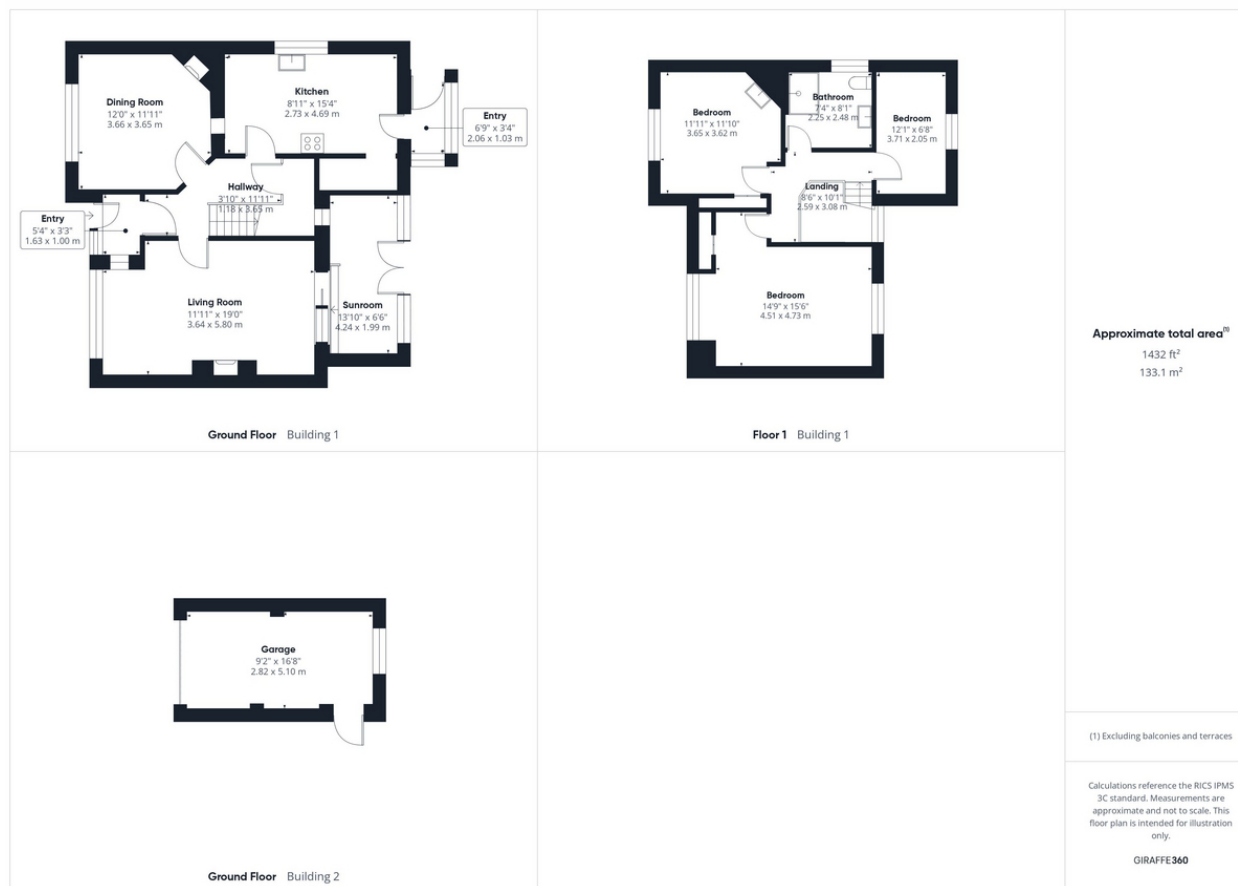 Dining Room
12'0" x 11'11"
3.66 x 3.65 m
Kitchen
8'11" x 15'4"
2.73 x 4.69 m
Entry
6'9" x 3'4"
2.06 x 1.03 m
Hallway
3'10" x 11'11"
1.18 x 3.65 m
Entry
5'4" x 3'3"
1.63 x 1.00 m
Living Room
11'11" x 19'0"
3.64 x 5.80 m
Sunroom
13'10" x 6'6"
4.24 x 1.99 m
Ground Floor Building 1
Bedroom
11'11" x 11'10"
3.65 x 3.62 m
Bathroom
7'4" x 8'1"
2.25 x 2.48 m
Bedroom
12'1" x 6'8"
3.71 x 2.05 m
Landing
8'6" x 10'1"
2.59 x 3.08 m
Bedroom
14'9" x 15'6"
4.51 x 4.73 m
Floor 1 Building 1
Garage
9'2" x 16'8"
2.82 x 5.10 m
Ground Floor Building 2
Approximate total area(1)
1432 ft²
133.1 m²
(1) Excluding balconies and terraces
Calculations reference the RICS IPMS
3C standard. Measurements are
approximate and not to scale. This
floor plan is intended for illustration
only.
GIRAFFE360